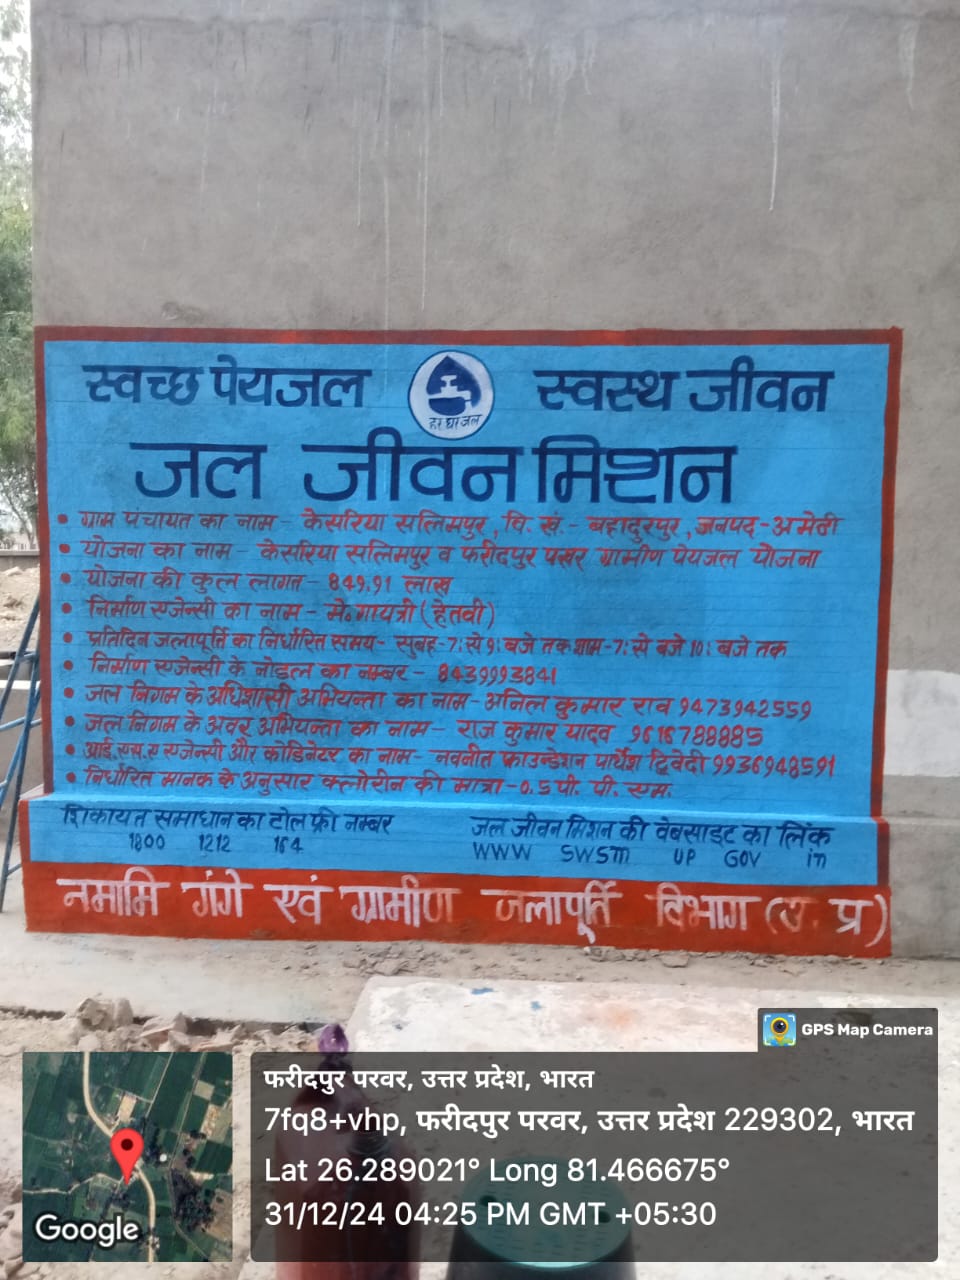 स्वच्छ पेयजल
हर घर जल
स्वस्थ जीवन
जल जीवन मिशन
• ग्राम पंचायत का नाम - केसरिया सलिमपुर, वि. खं.- बहादुरपुर, जनपद-अमेठी
• योजना का नाम - केसरिया सलिमपुर व फरीदपुर परवर ग्रामीण पेयजल योजना
• योजना की कुल लागत - 849.91 लाख
• निर्माण एजेन्सी का नाम - मे० गायत्री (हेतवी)
• प्रतिदिन जलापूर्ति का निर्धारित समय- सुबह-7: से 9: बजे तक शाम-7: से बजे 10: बजे तक
• निर्माण एजेन्सी के नोडल का नम्बर - 8439993841
• जल निगम के अधिशासी अभियन्ता का नाम - अनिल कुमार राव 9473942559
• जल निगम के अवर अभियन्ता का नाम - राज कुमार यादव 9616788885
• आई.एस.ए एजेन्सी और कोडिनेटर का नाम- नवनीत फ्राउन्डेशन पार्थेश द्विवेदी 9936948591
• निर्धारित मानक के अनुसार क्लोरीन की मात्रा-0.5 पी. पी. एम.
शिकायत समाधान का टोल फ्री नम्बर
1800 1212 164
जल जीवन मिशन की वेबसाइट का लिंक
WWW SWSm UP GOV in
नमामि गंगे एवं ग्रामीण जलापूर्ति विभाग (उ. प्र)
GPS Map Camera
फरीदपुर परवर, उत्तर प्रदेश, भारत
7fq8+vhp, फरीदपुर परवर, उत्तर प्रदेश 229302, भारत
Lat 26.289021° Long 81.466675°
31/12/24 04:25 PM GMT +05:30
Google